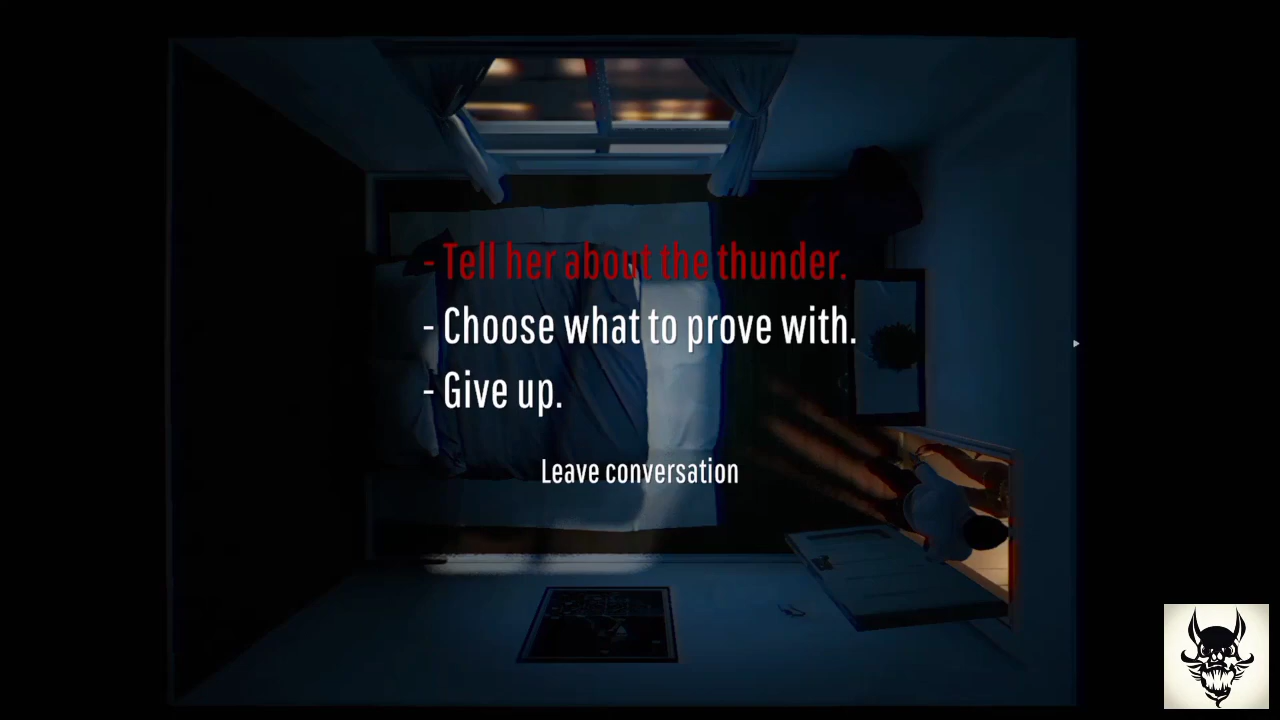 - Tell her about the thunder.
- Choose what to prove with.
- Give up.
Leave conversation